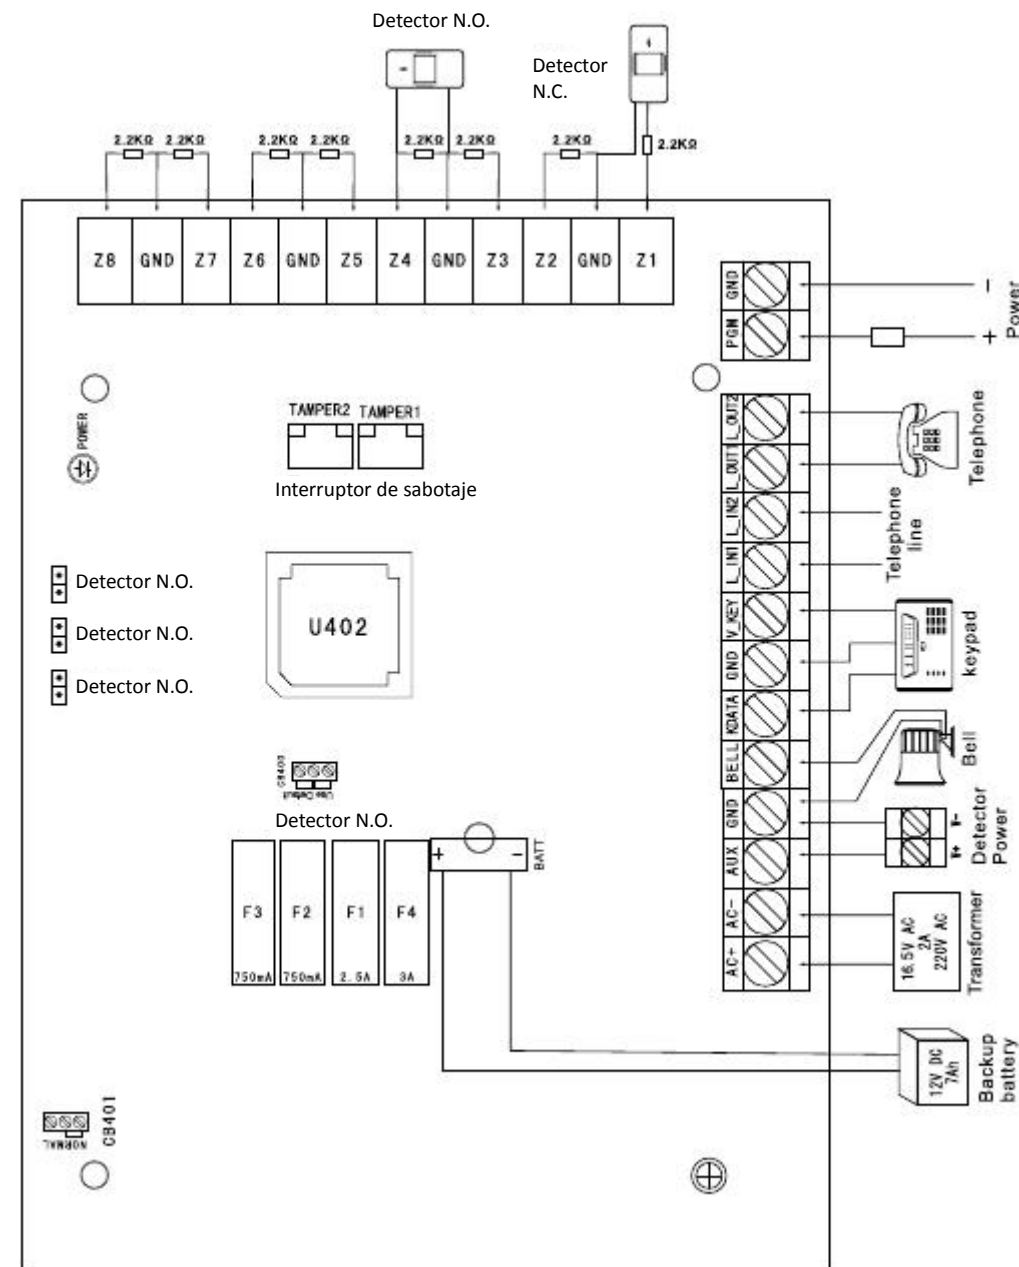 Detector N.O.
Detector
N.C.
2.2KΩ 2.2KΩ 2.2KΩ 2.2KΩ 2.2KΩ 2.2KΩ 2.2KΩ 2.2KΩ
Z8 GND Z7 Z6 GND Z5 Z4 GND Z3 Z2 GND Z1
GND
-
PGM
+
Power
POWER
TAMPER2 TAMPER1
Interruptor de sabotaje
L_OUT2
L_OUT1
Telephone
L_IN2
L_IN1
Telephone
line
Detector N.O.
Detector N.O.
Detector N.O.
U402
V_KEY
GND
KDATA
keypad
BELL
Bell
GND
AUX
V-
V+
Detector
Power
Use Default
Detector N.O.
+ -
BATT
F3 F2 F1 F4
750mA 750mA 2.5A 3A
AC-
AC+
16.5V AC
2A
220V AC
Transformer
12V DC
7Ah
Backup
battery
NORMAL
CB401